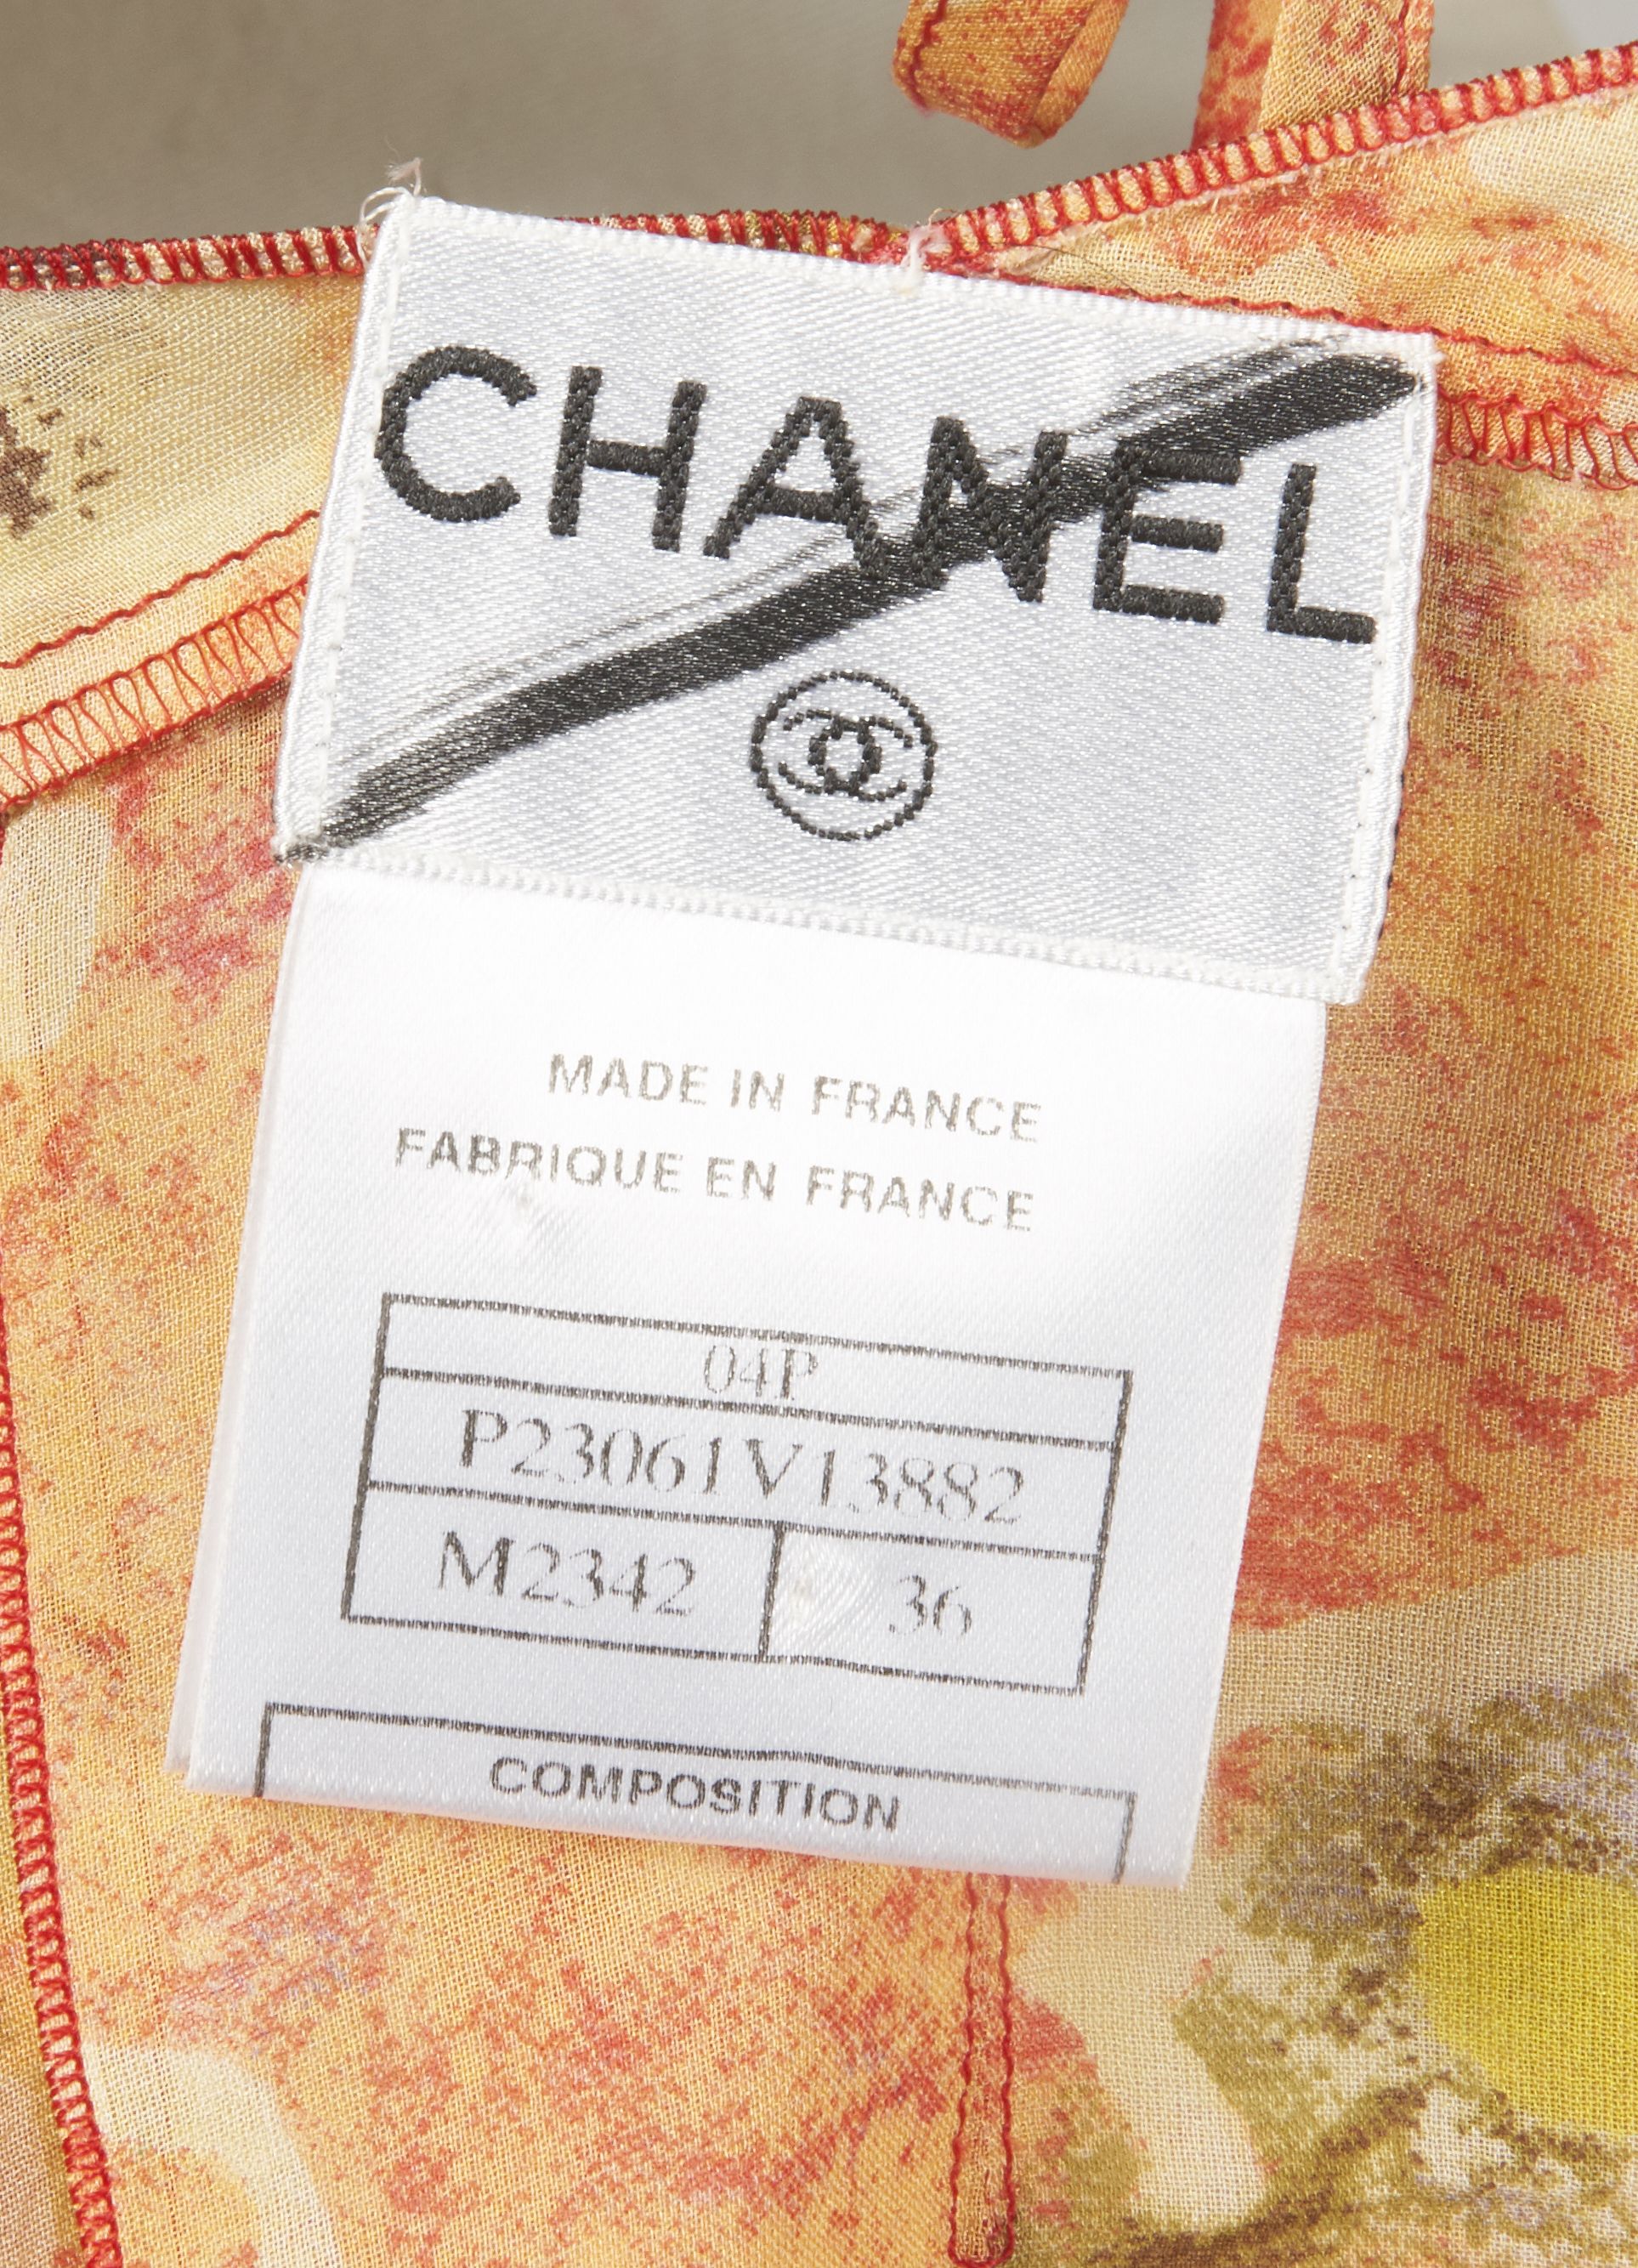 CHANEL
MADE IN FRANCE
FABRIQUE EN FRANCE
04P
P23061V13882
M2342 36
COMPOSITION